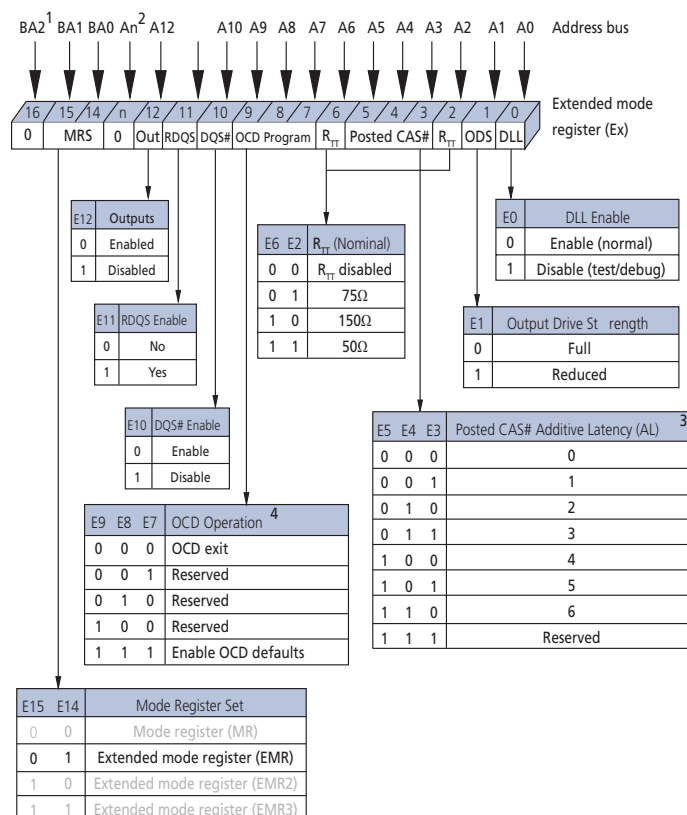 BA2 1 BA1 BA0 An 2 A12 A10 A9 A8 A7 A6 A5 A4 A3 A2 A1 A0 Address bus
16 15 14 n 12 11 10 9 8 7 6 5 4 3 2 1 0
Extended mode
register (Ex)
0 MRS 0 Out RDQS DQS# OCD Program RTT Posted CAS# RTT ODS DLL
E12 Outputs
0 Enabled
1 Disabled
E0 DLL Enable
0 Enable (normal)
1 Disable (test/debug)
E6 E2 RTT (Nominal)
0 0 RTT disabled
0 1 75Ω
1 0 150Ω
1 1 50Ω
E11 RDQS Enable
0 No
1 Yes
E1 Output Drive St rength
0 Full
1 Reduced
E10 DQS# Enable
0 Enable
1 Disable
E5 E4 E3 Posted CAS# Additive Latency (AL) 3
0 0 0 0
0 0 1 1
0 1 0 2
0 1 1 3
1 0 0 4
1 0 1 5
1 1 0 6
1 1 1 Reserved
E9 E8 E7 OCD Operation 4
0 0 0 OCD exit
0 0 1 Reserved
0 1 0 Reserved
1 0 0 Reserved
1 1 1 Enable OCD defaults
E15 E14 Mode Register Set
0 0 Mode register (MR)
0 1 Extended mode register (EMR)
1 0 Extended mode register (EMR2)
1 1 Extended mode register (EMR3)